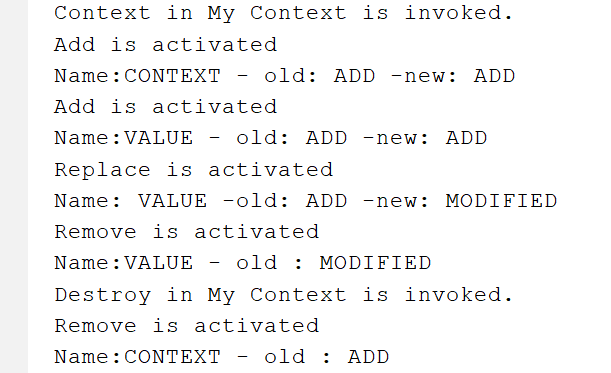 Context in My Context is invoked.
Add is activated
Name:CONTEXT - old: ADD -new: ADD
Add is activated
Name:VALUE - old: ADD -new: ADD
Replace is activated
Name: VALUE -old: ADD -new: MODIFIED
Remove is activated
Name:VALUE - old : MODIFIED
Destroy in My Context is invoked.
Remove is activated
Name:CONTEXT - old : ADD